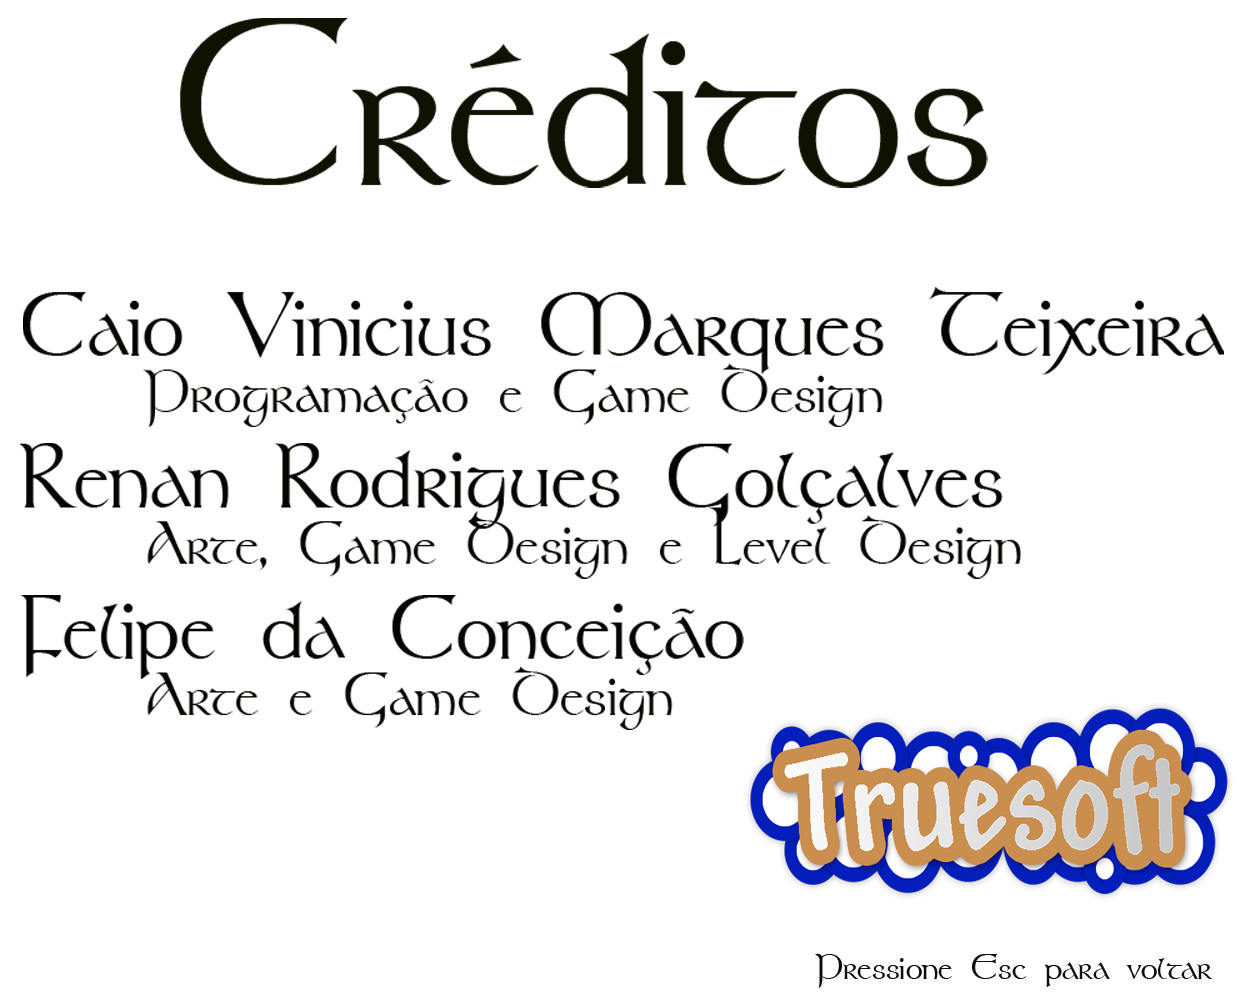 Créditos
Caio Vinicius Marques Teixeira
Programação e Game Design
Renan Rodrigues Golçalves
Arte, Game Design e Level Design
Felipe da Conceição
Arte e Game Design
Truesoft
Pressione Esc para voltar